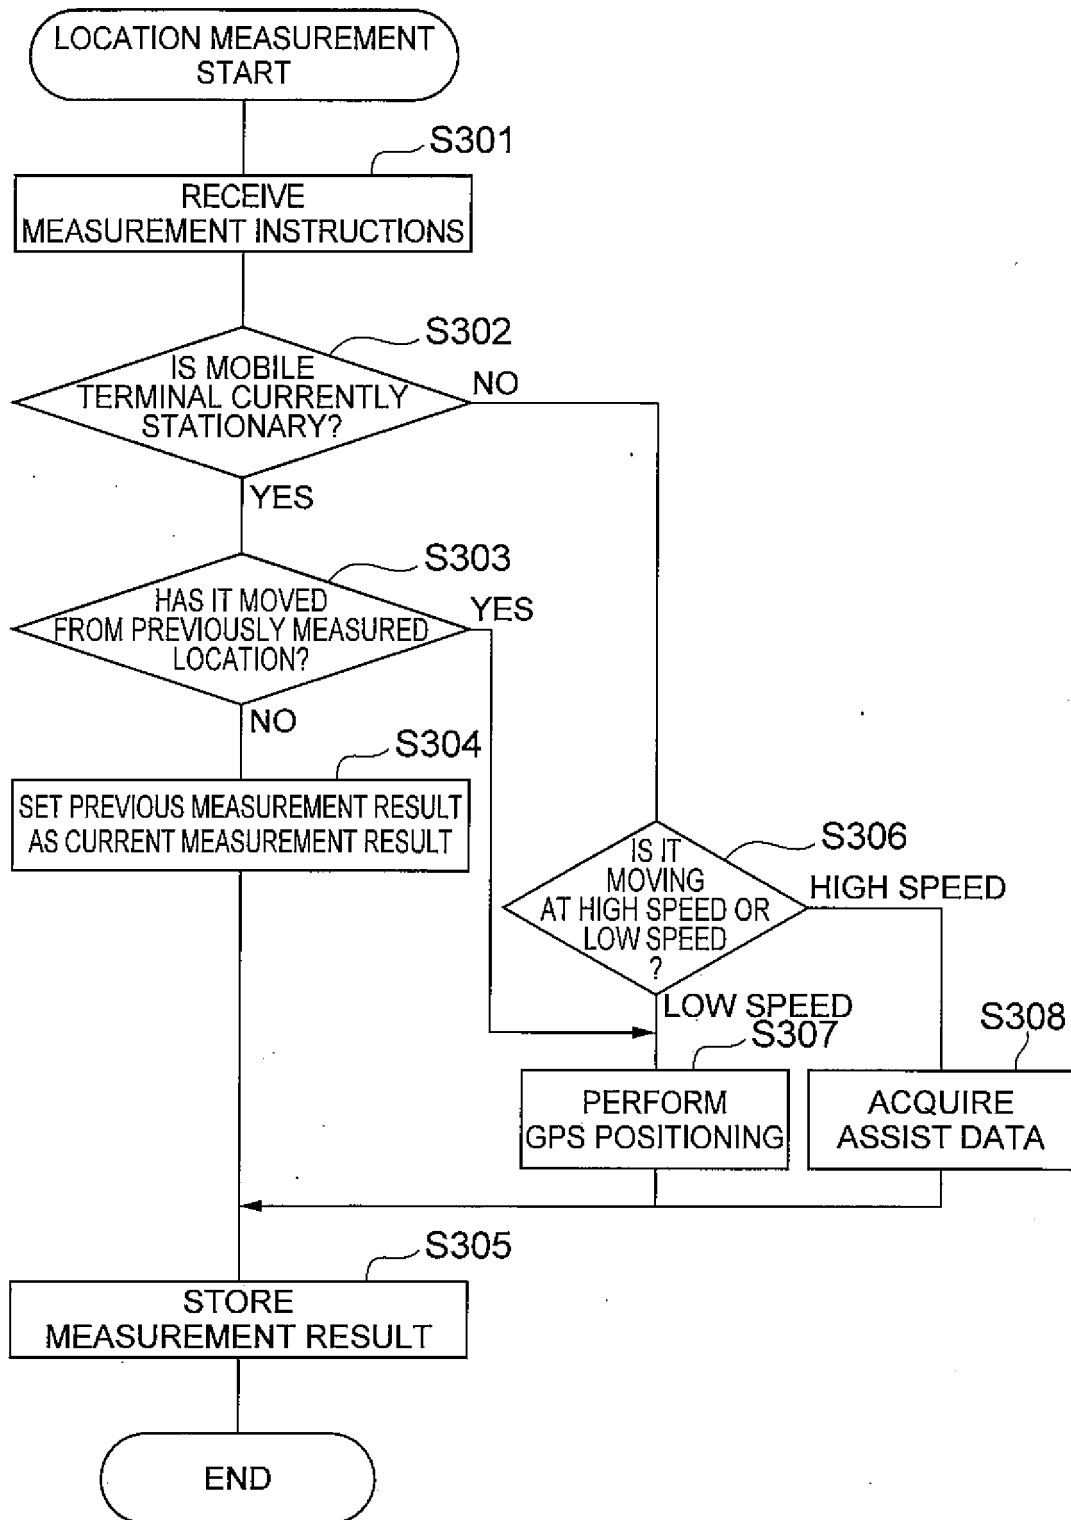 LOCATION MEASUREMENT
START
S301
RECEIVE
MEASUREMENT INSTRUCTIONS
S302
IS MOBILE
TERMINAL CURRENTLY
STATIONARY?
NO
YES
S303
HAS IT MOVED
FROM PREVIOUSLY MEASURED
LOCATION?
YES
NO
S304
SET PREVIOUS MEASUREMENT RESULT
AS CURRENT MEASUREMENT RESULT
S306
IS IT
MOVING
AT HIGH SPEED OR
LOW SPEED
?
HIGH SPEED
LOW SPEED
S307
PERFORM
GPS POSITIONING
S308
ACQUIRE
ASSIST DATA
S305
STORE
MEASUREMENT RESULT
END